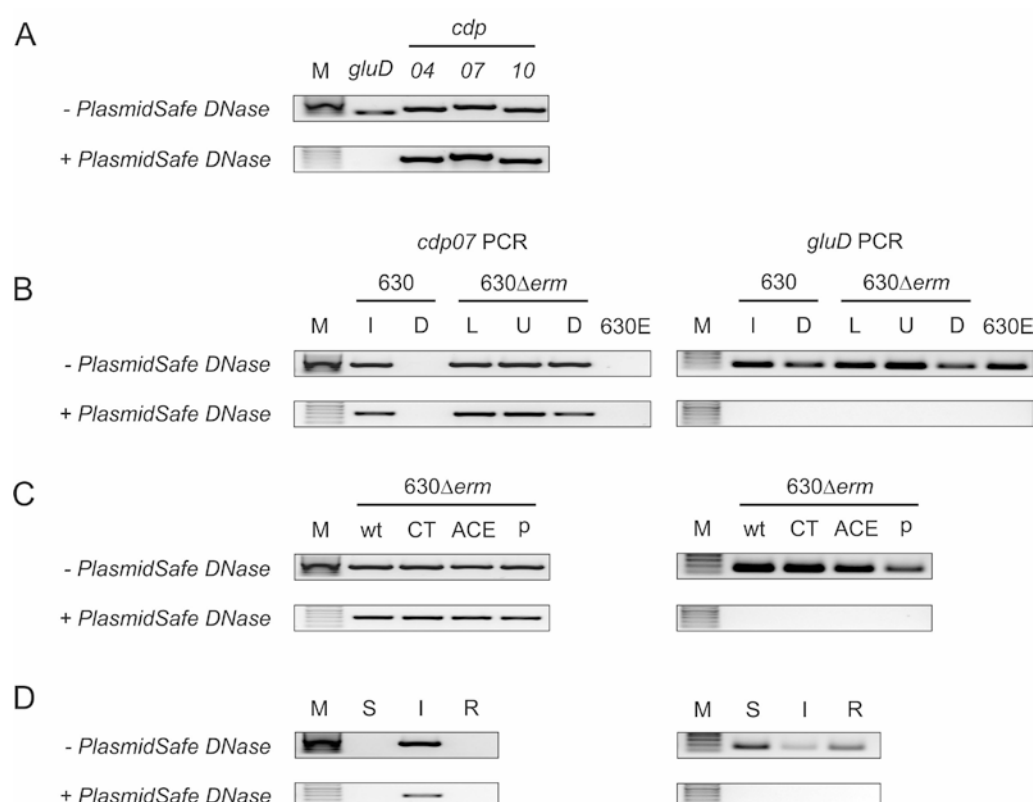 A
cdp
M gluD 04 07 10
- PlasmidSafe DNase
+ PlasmidSafe DNase
cdp07 PCR gluD PCR
B
630 630Δerm 630 630Δerm
M I D L U D 630E M I D L U D 630E
- PlasmidSafe DNase
+ PlasmidSafe DNase
C
630Δerm 630Δerm
M wt CT ACE p M wt CT ACE p
- PlasmidSafe DNase
+ PlasmidSafe DNase
D
M S I R M S I R
- PlasmidSafe DNase
+ PlasmidSafe DNase